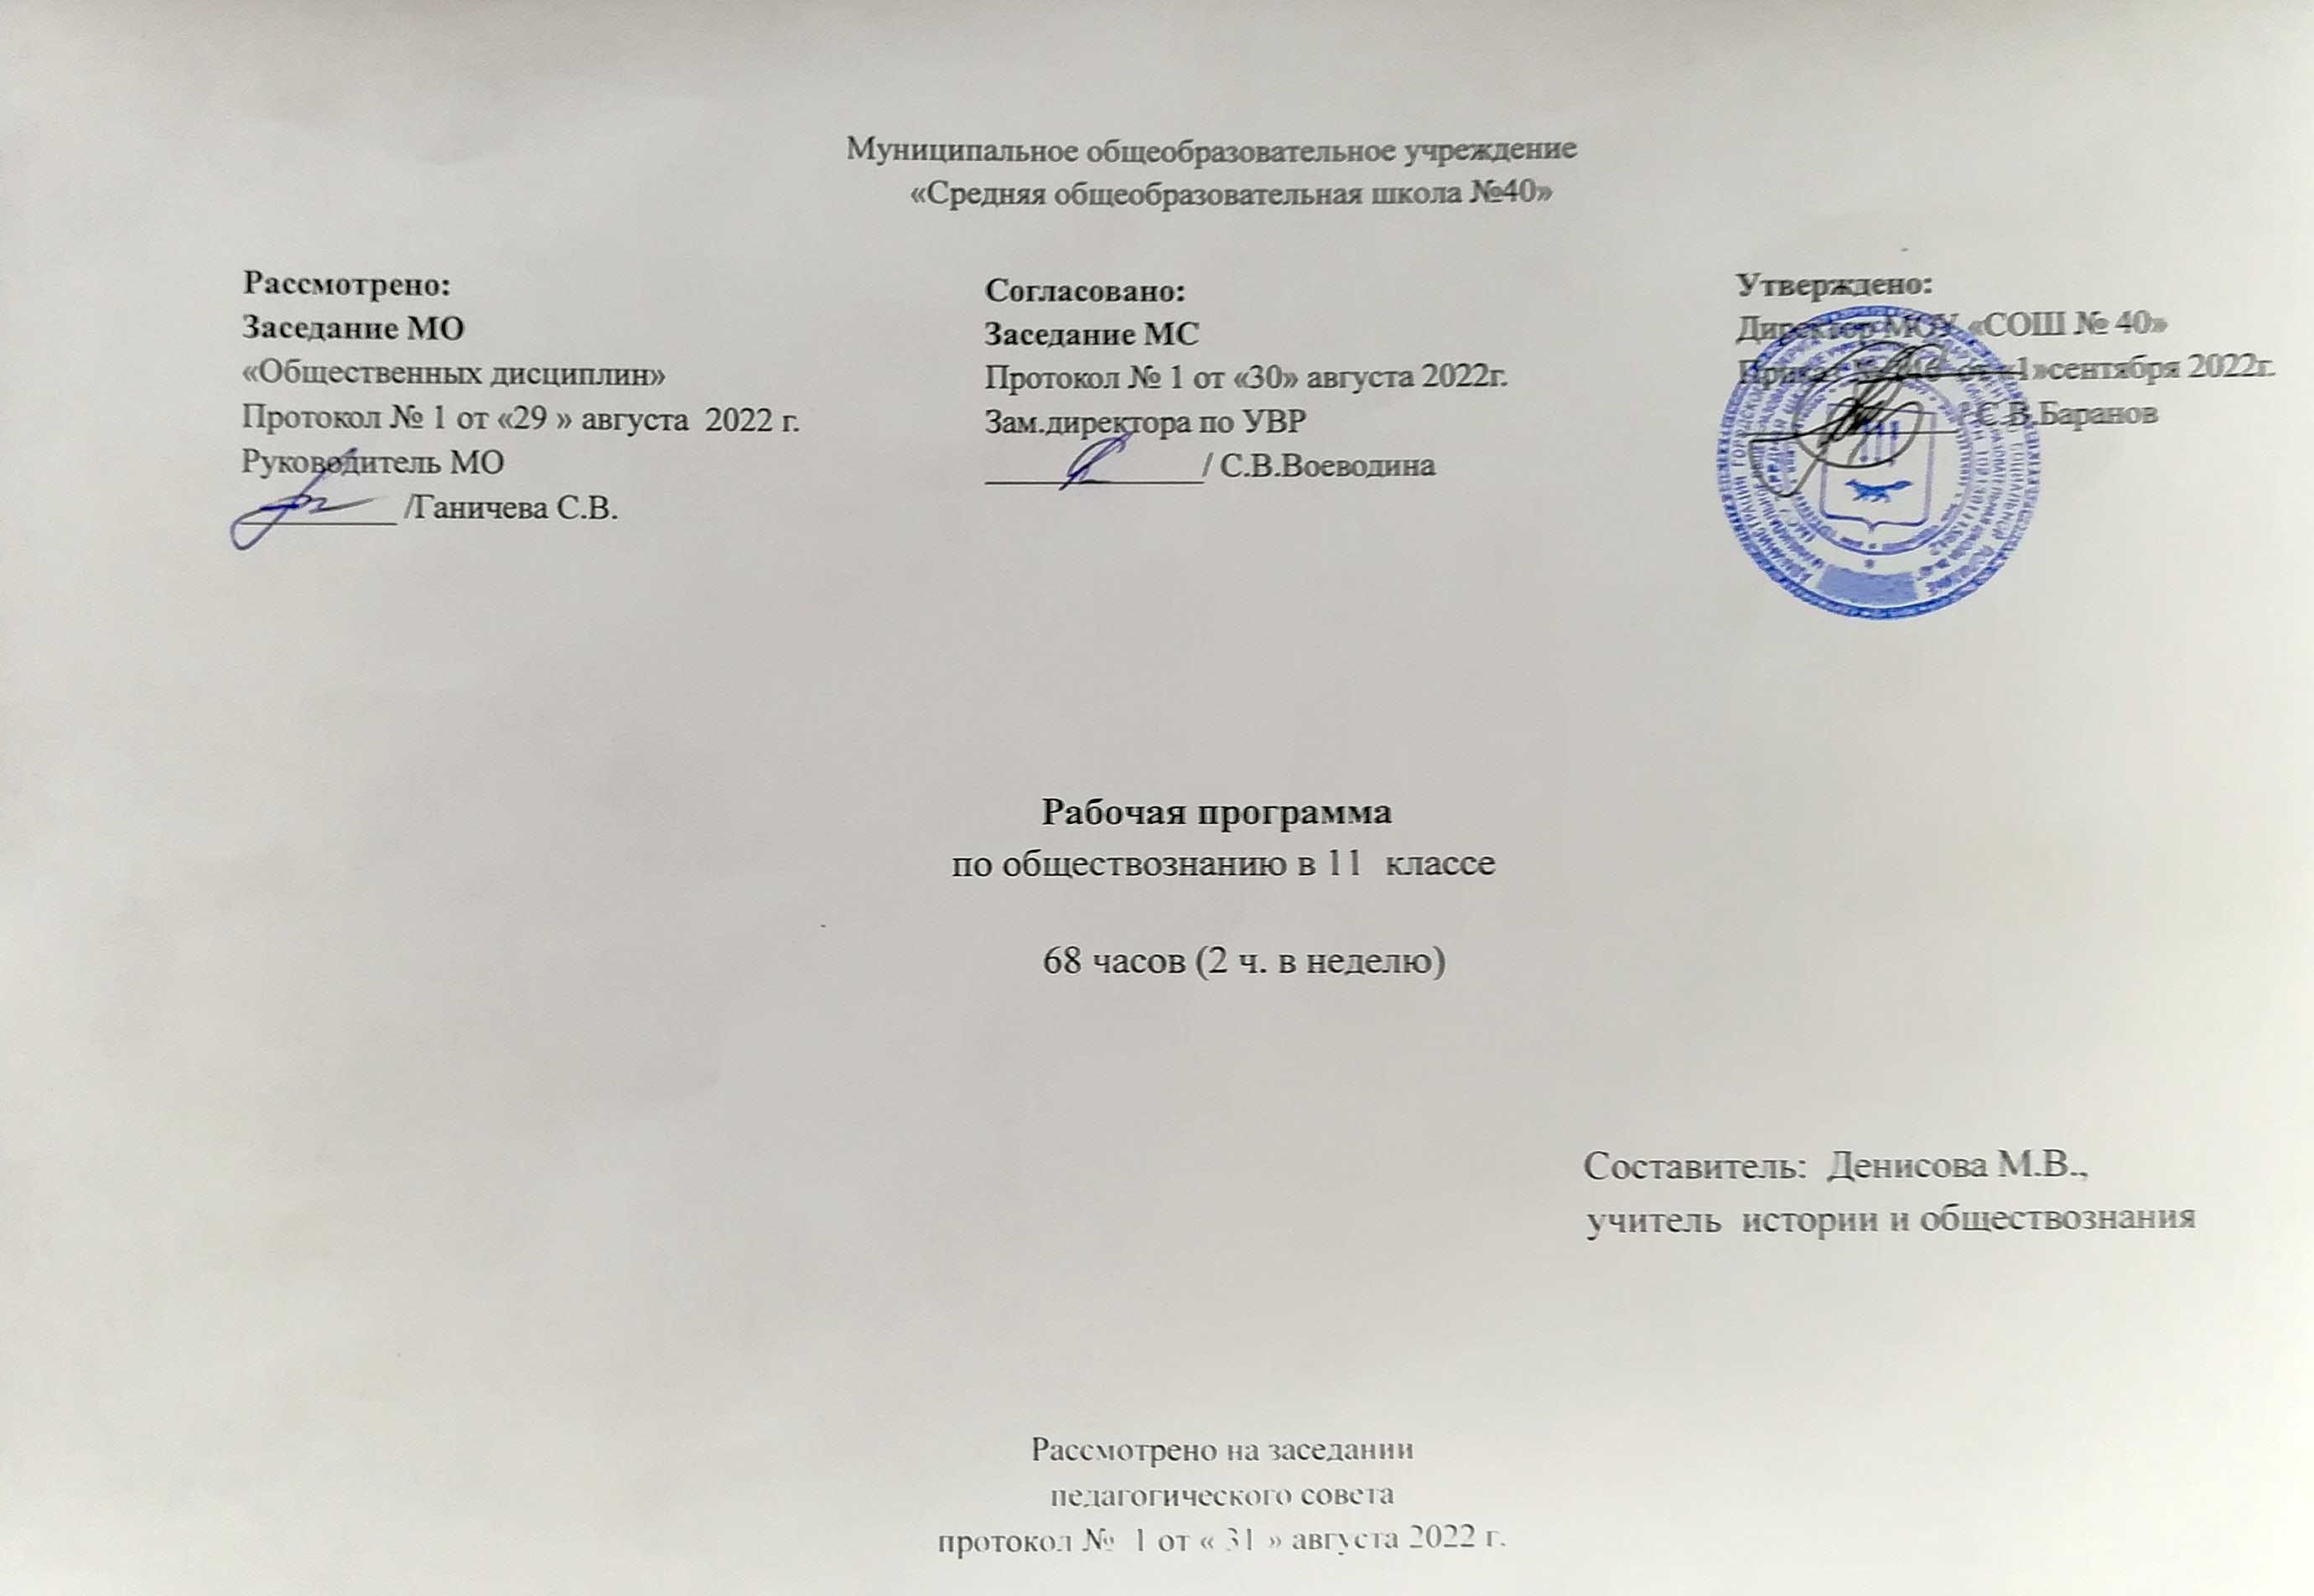 Муниципальное общеобразовательное учреждение
«Средняя общеобразовательная школа №40»
Рассмотрено:
Заседание МО
«Общественных дисциплин»
Протокол № 1 от «29 » августа  2022 г.
Руководитель МО
/Ганичева С.В.
Согласовано:
Заседание МС
Протокол № 1 от «30» августа 2022г.
Зам.директора по УВР
/ С.В.Воеводина
Утверждено:
Директор МОУ «СОШ № 40»
Приказ от «1»сентября 2022г.
/ С.В.Баранов
Рабочая программа
по обществознанию в 11  классе
68 часов (2 ч. в неделю)
Составитель:  Денисова М.В.,
учитель  истории и обществознания
Рассмотрено на заседании
педагогического совета
протокол №  1 от « 31 » августа 2022 г.